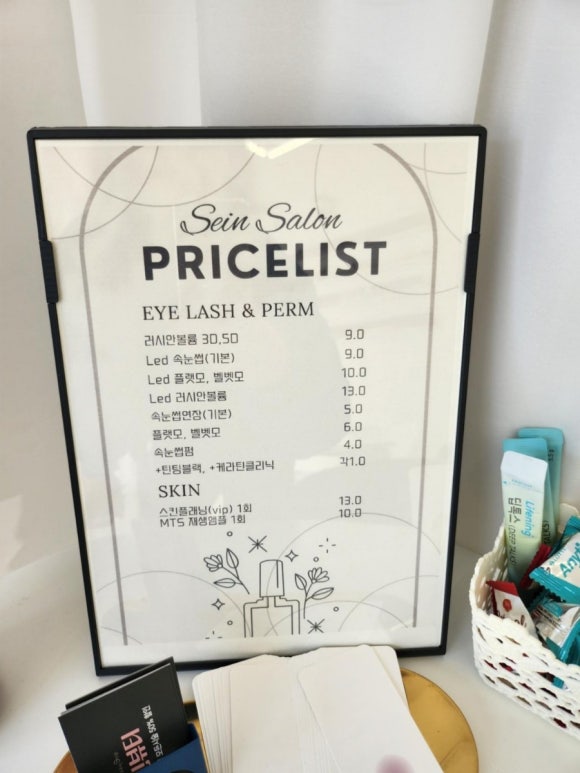 Sein Salon
PRICELIST
EYE LASH & PERM
러시안볼륨 3D,5D 9.0
Led 속눈썹(기본) 9.0
Led 플랫모, 벨벳모 10.0
Led 러시안볼륨 13.0
속눈썹연장(기본) 5.0
플랫모, 벨벳모 6.0
속눈썹펌 4.0
+틴팅블랙, +케라틴클리닉 각1.0
SKIN
스킨플래닝(vip) 1회 13.0
MTS 재생앰플 1회 10.0